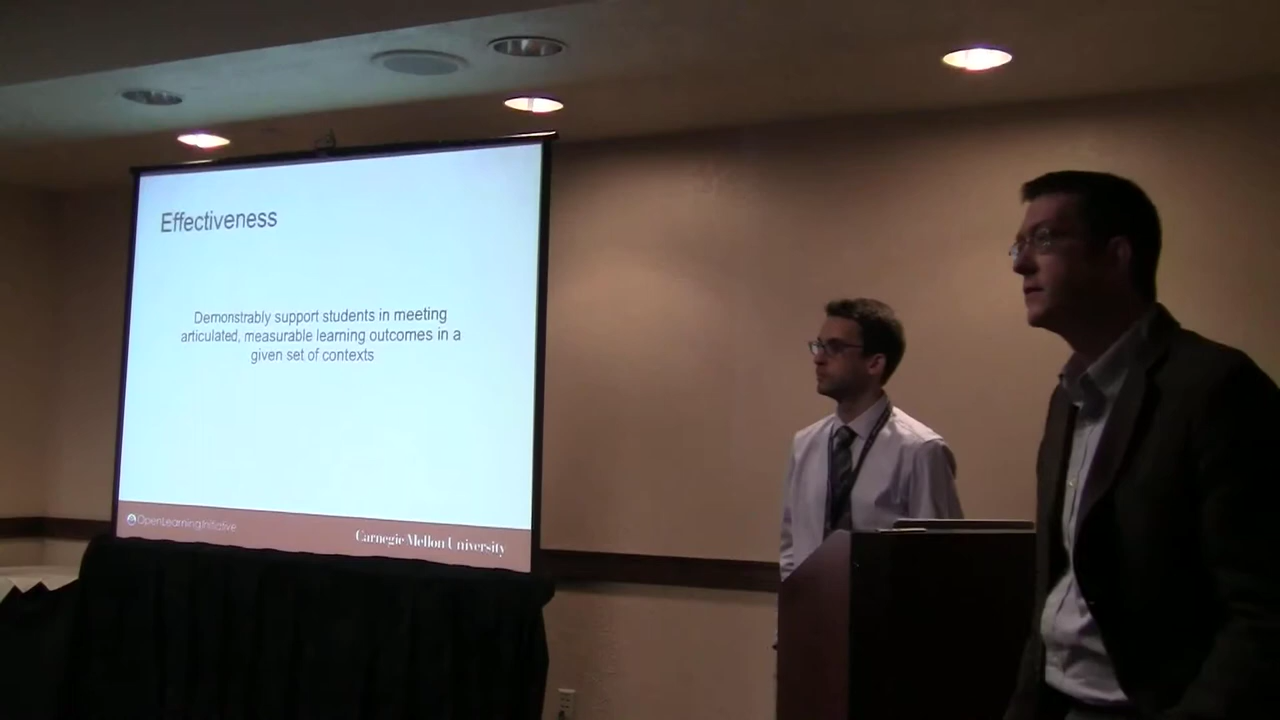 Effectiveness
Demonstrably support students in meeting
articulated, measurable learning outcomes in a
given set of contexts
OpenLearningInitiative
Carnegie Mellon University